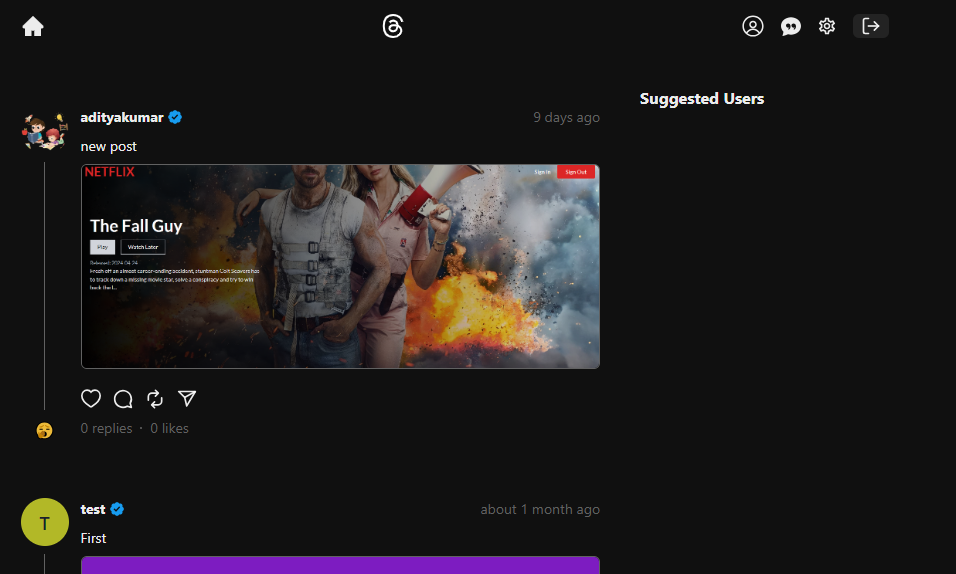 Suggested Users
adityakumar
9 days ago
new post
NETFLIX
Sign In
Sign Out
The Fall Guy
Play
Watch Later
Released: 2024-04-24
Fresh off an almost career-ending accident, stuntman Colt Seavers has
to track down a missing movie star, solve a conspiracy and try to win
back the l...
0 replies · 0 likes
T
test
about 1 month ago
First